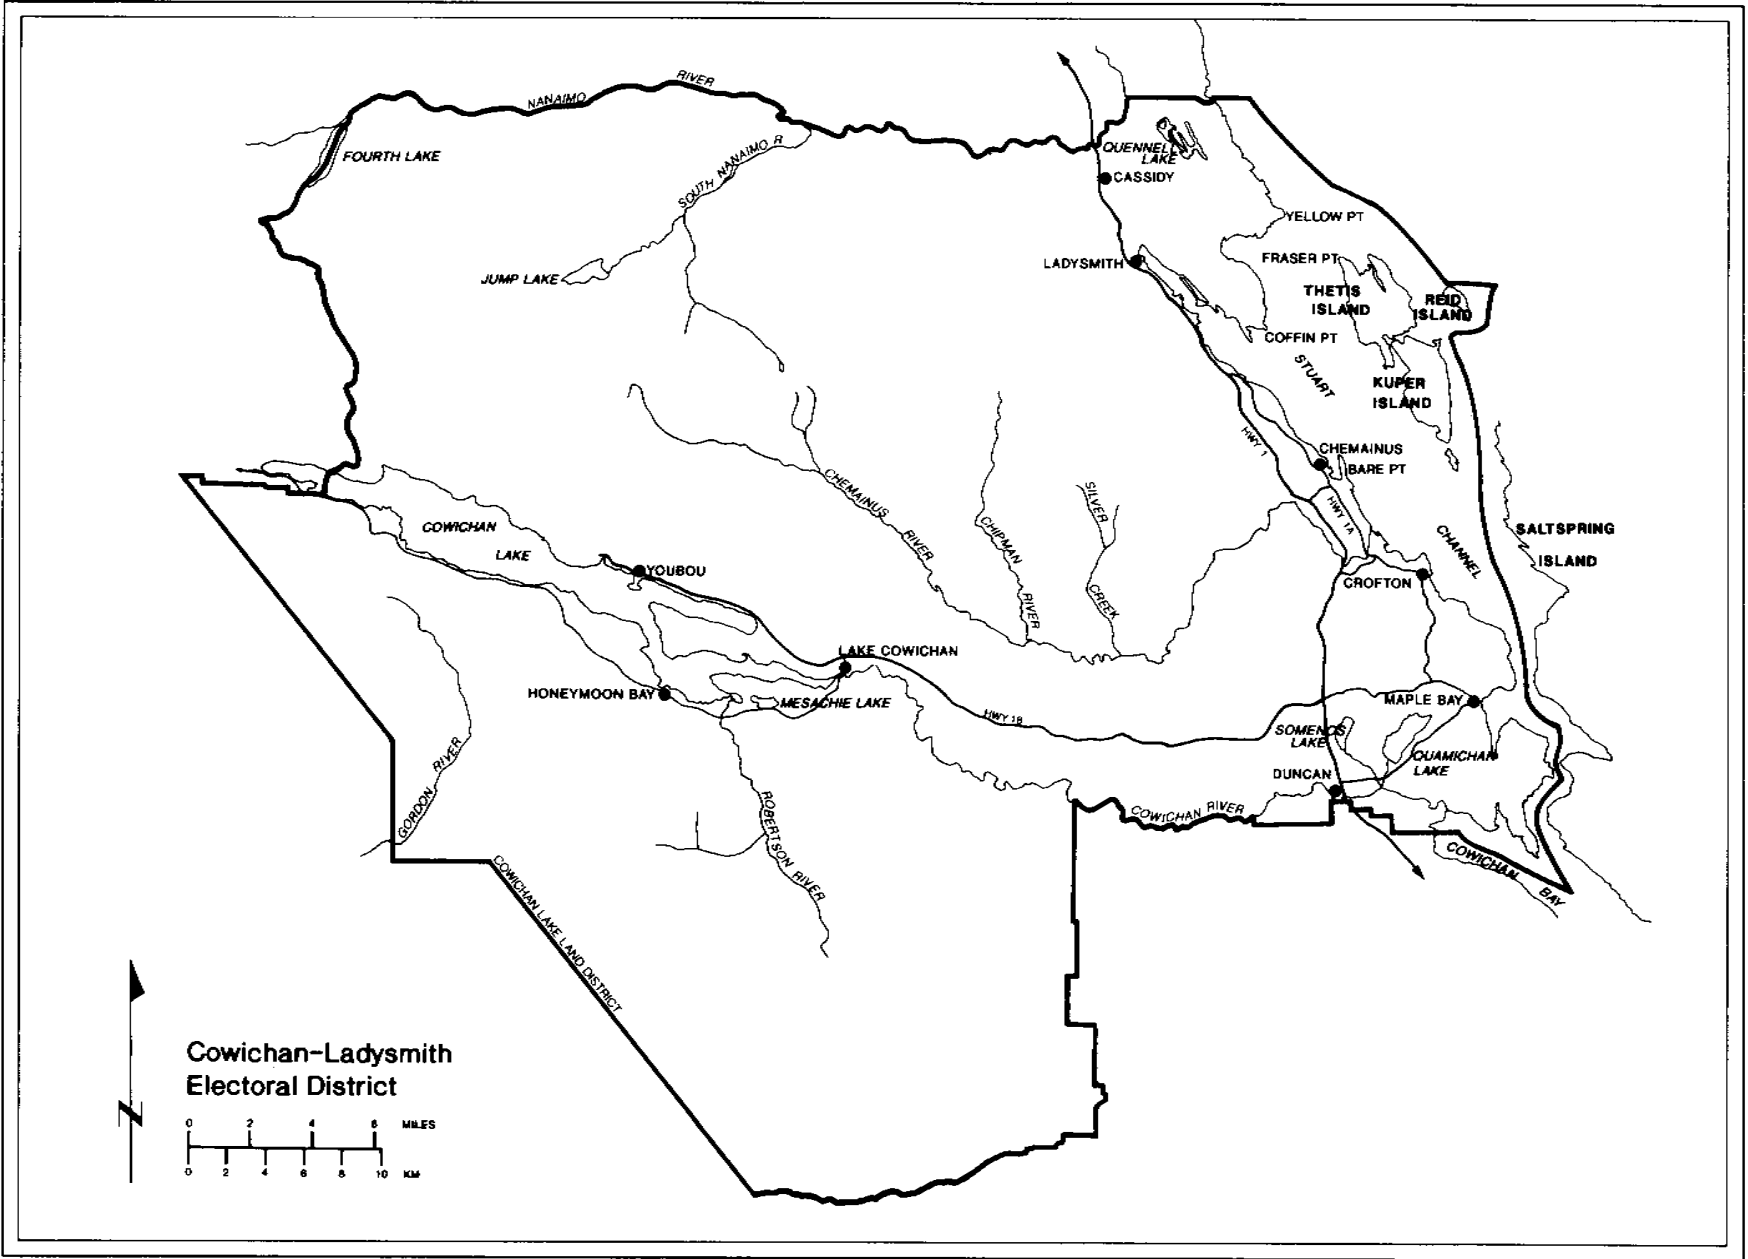 NANAIMO RIVER
FOURTH LAKE
SOUTH NANAIMO R
QUENNELL
LAKE
CASSIDY
YELLOW PT
JUMP LAKE
LADYSMITH
FRASER PT
THETIS
ISLAND
REID
ISLAND
COFFIN PT
STUART
KUPER
ISLAND
HWY 1
CHEMAINUS
BARE PT
CHEMAINUS RIVER
CHIPMAN RIVER
SILVER CREEK
HWY 1A
CHANNEL
SALTSPRING
ISLAND
COWICHAN
LAKE
YOUBOU
CROFTON
LAKE COWICHAN
HONEYMOON BAY
MESACHIE LAKE
HWY 18
MAPLE BAY
SOMENOS
LAKE
QUAMICHAN
LAKE
DUNCAN
GORDON RIVER
ROBERTSON RIVER
COWICHAN RIVER
COWICHAN BAY
COWICHAN LAKE LAND DISTRICT
N
Cowichan-Ladysmith
Electoral District
0 2 4 6 MILES
0 2 4 6 8 10 KM